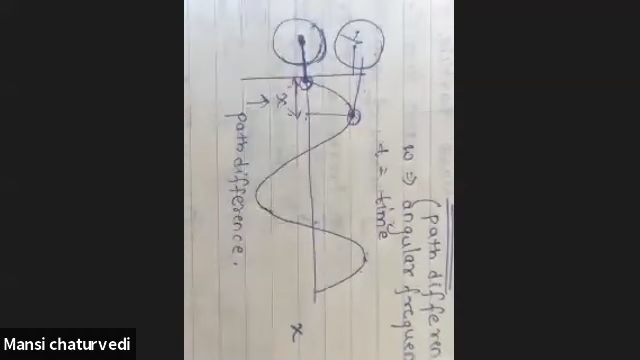 (path differen
w ⇒ angular frequen
t = time
x
↑
path difference.
x
Mansi chaturvedi